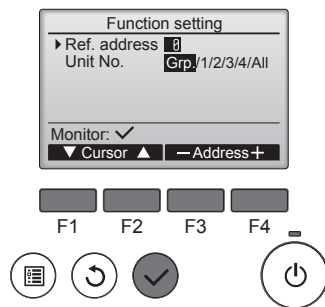 Function setting
Ref. address 0
Unit No. Grp./1/2/3/4/All
Monitor: ✓
▼ Cursor ▲ −Address+
F1 F2 F3 F4